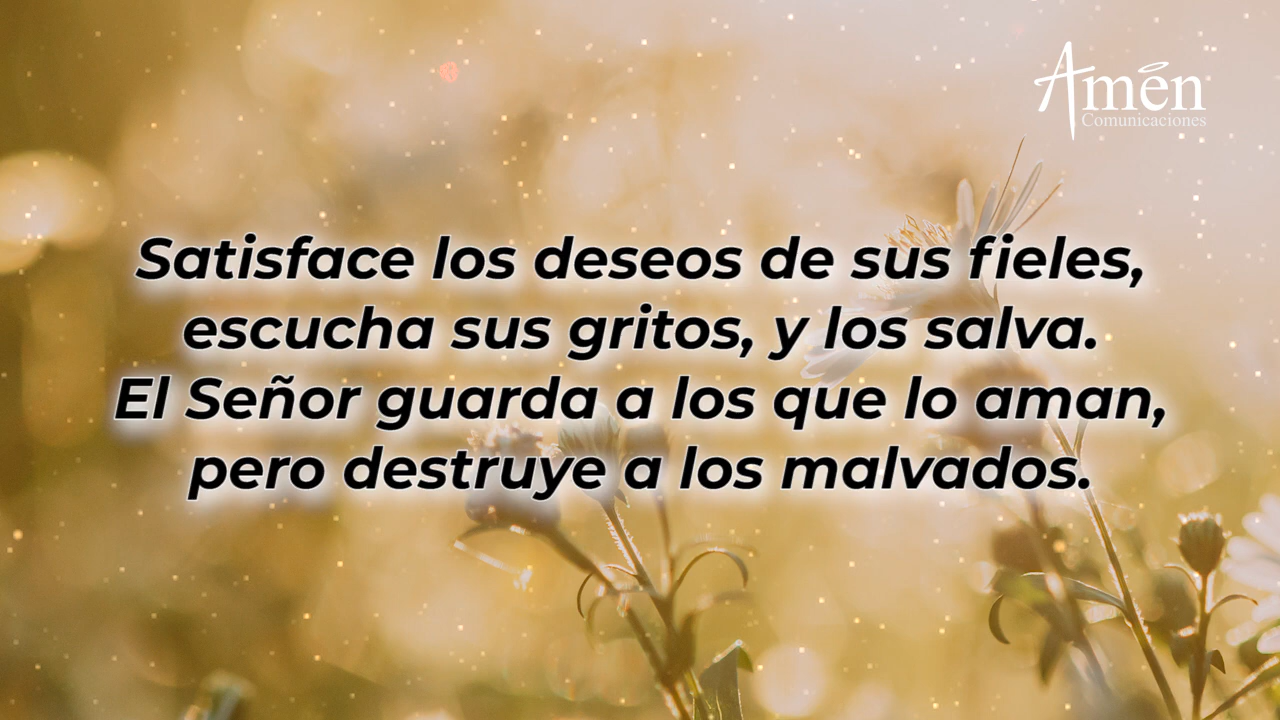 Amén
Comunicaciones
Satisface los deseos de sus fieles,
escucha sus gritos, y los salva.
El Señor guarda a los que lo aman,
pero destruye a los malvados.